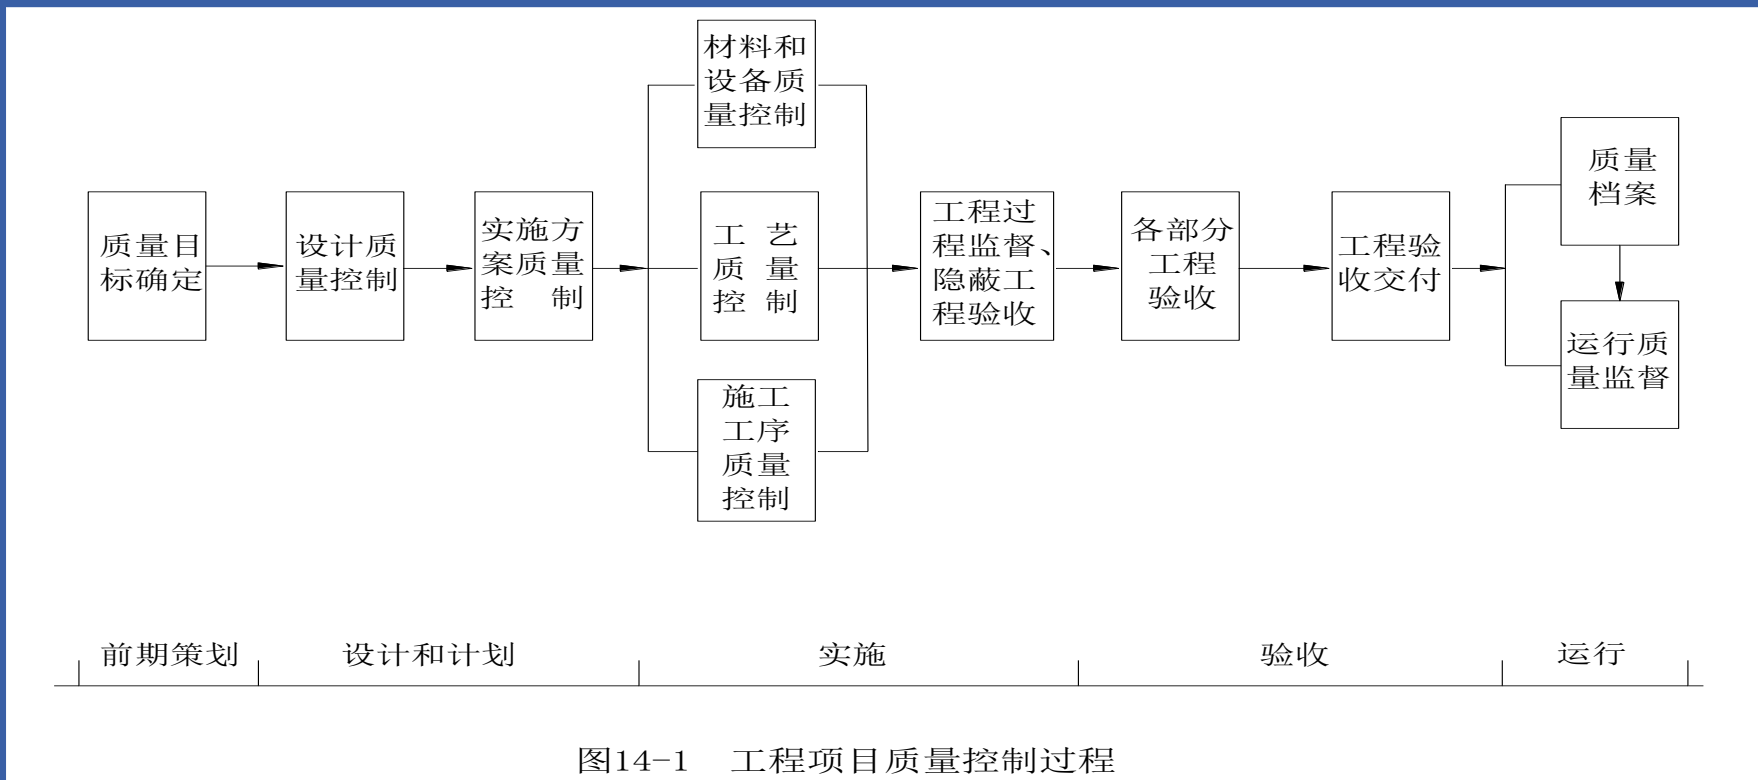 质量目
标确定
设计质
量控制
实施方
案质量
控 制
材料和
设备质
量控制
工 艺
质 量
控 制
施工
工序
质量
控制
工程过
程监督、
隐蔽工
程验收
各部分
工程
验收
工程验
收交付
质量
档案
运行质
量监督
前期策划
设计和计划
实施
验收
运行
图14-1 工程项目质量控制过程